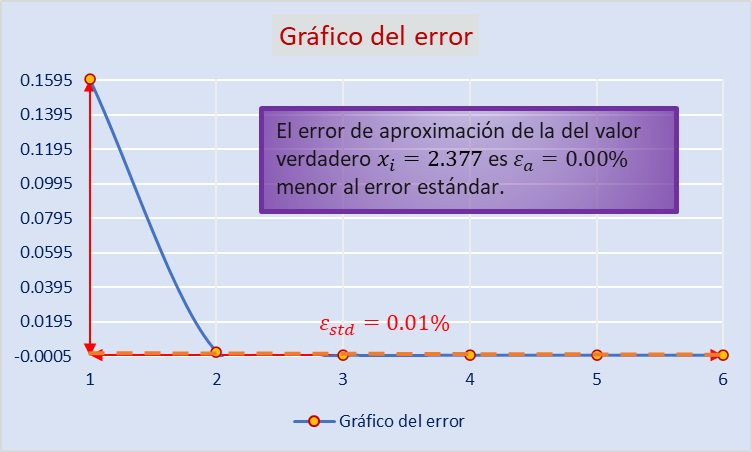 Gráfico del error
0.1595
0.1395
0.1195
0.0995
0.0795
0.0595
0.0395
0.0195
-0.0005
El error de aproximación de la del valor
verdadero 𝑥ᵢ = 2.377 es 𝜀ₐ = 0.00%
menor al error estándar.
𝜀ₛₜd = 0.01%
1 2 3 4 5 6
Gráfico del error